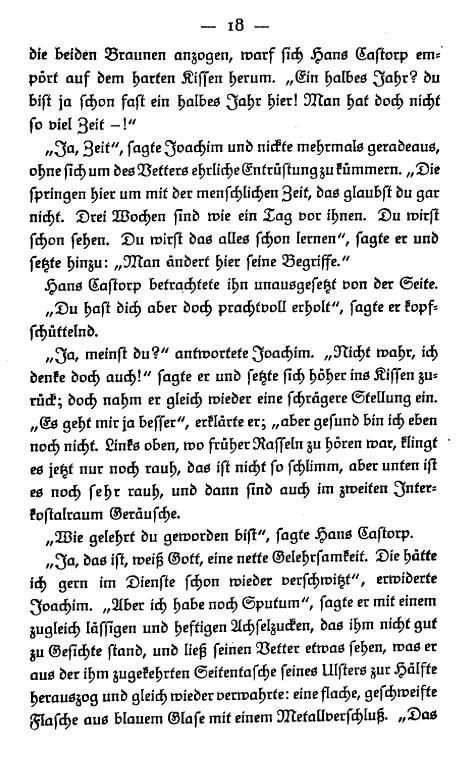 — 18 —
die beiden Braunen anzogen, warf sich Hans Castorp em-
pört auf dem harten Kissen herum. „Ein halbes Jahr? du
bist ja schon fast ein halbes Jahr hier! Man hat doch nicht
so viel Zeit –!“
„Ja, Zeit“, sagte Joachim und nickte mehrmals geradeaus,
ohne sich um des Vetters ehrliche Entrüstung zu kümmern. „Die
springen hier um mit der menschlichen Zeit, das glaubst du gar
nicht. Drei Wochen sind wie ein Tag vor ihnen. Du wirst
schon sehen. Du wirst das alles schon lernen“, sagte er und
setzte hinzu: „Man ändert hier seine Begriffe.“
Hans Castorp betrachtete ihn unausgesetzt von der Seite.
„Du hast dich aber doch prachtvoll erholt“, sagte er kopf-
schüttelnd.
„Ja, meinst du?“ antwortete Joachim. „Nicht wahr, ich
denke doch auch!“ sagte er und setzte sich höher ins Kissen zu-
rück; doch nahm er gleich wieder eine schrägere Stellung ein.
„Es geht mir ja besser“, erklärte er; „aber gesund bin ich eben
noch nicht. Links oben, wo früher Rasseln zu hören war, klingt
es jetzt nur noch rauh, das ist nicht so schlimm, aber unten ist
es noch sehr rauh, und dann sind auch im zweiten Inter-
kostalraum Geräusche.
„Wie gelehrt du geworden bist“, sagte Hans Castorp.
„Ja, das ist, weiß Gott, eine nette Gelehrsamkeit. Die hätte
ich gern im Dienste schon wieder verschwitzt“, erwiderte
Joachim. „Aber ich habe noch Sputum“, sagte er mit einem
zugleich lässigen und heftigen Achselzucken, das ihm nicht gut
zu Gesichte stand, und ließ seinen Vetter etwas sehen, was er
aus der ihm zugekehrten Seitentasche seines Ulsters zur Hälfte
herauszog und gleich wieder verwahrte: eine flache, geschweifte
Flasche aus blauem Glase mit einem Metallverschluß. „Das